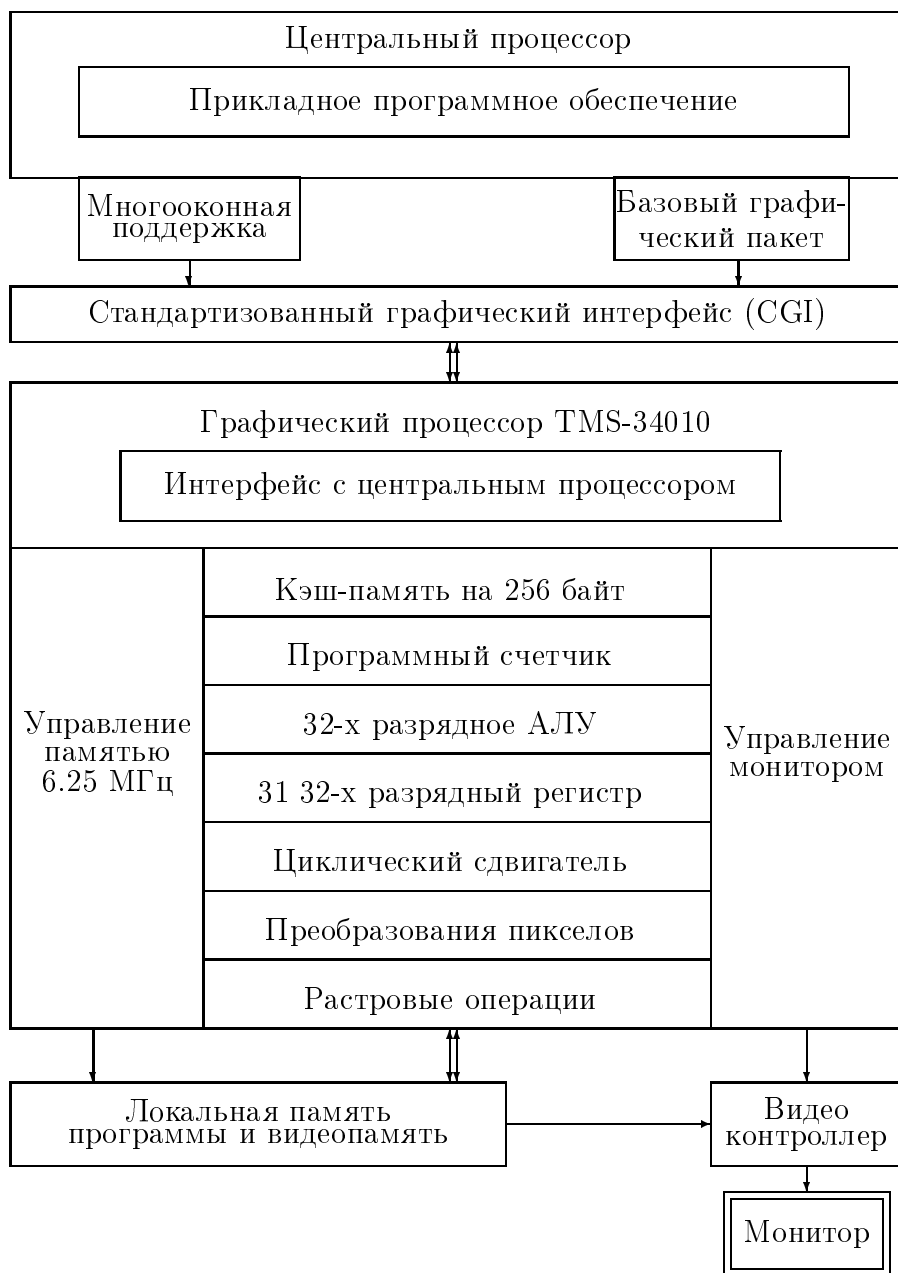 Центральный процессор
Прикладное программное обеспечение
Многооконная
поддержка
Базовый графи-
ческий пакет
Стандартизованный графический интерфейс (CGI)
Графический процессор TMS-34010
Интерфейс с центральным процессором
Управление
памятью
6.25 МГц
Кэш-память на 256 байт
Программный счетчик
32-х разрядное АЛУ
31 32-х разрядный регистр
Циклический сдвигатель
Преобразования пикселов
Растровые операции
Управление
монитором
Локальная память
программы и видеопамять
Видео
контроллер
Монитор